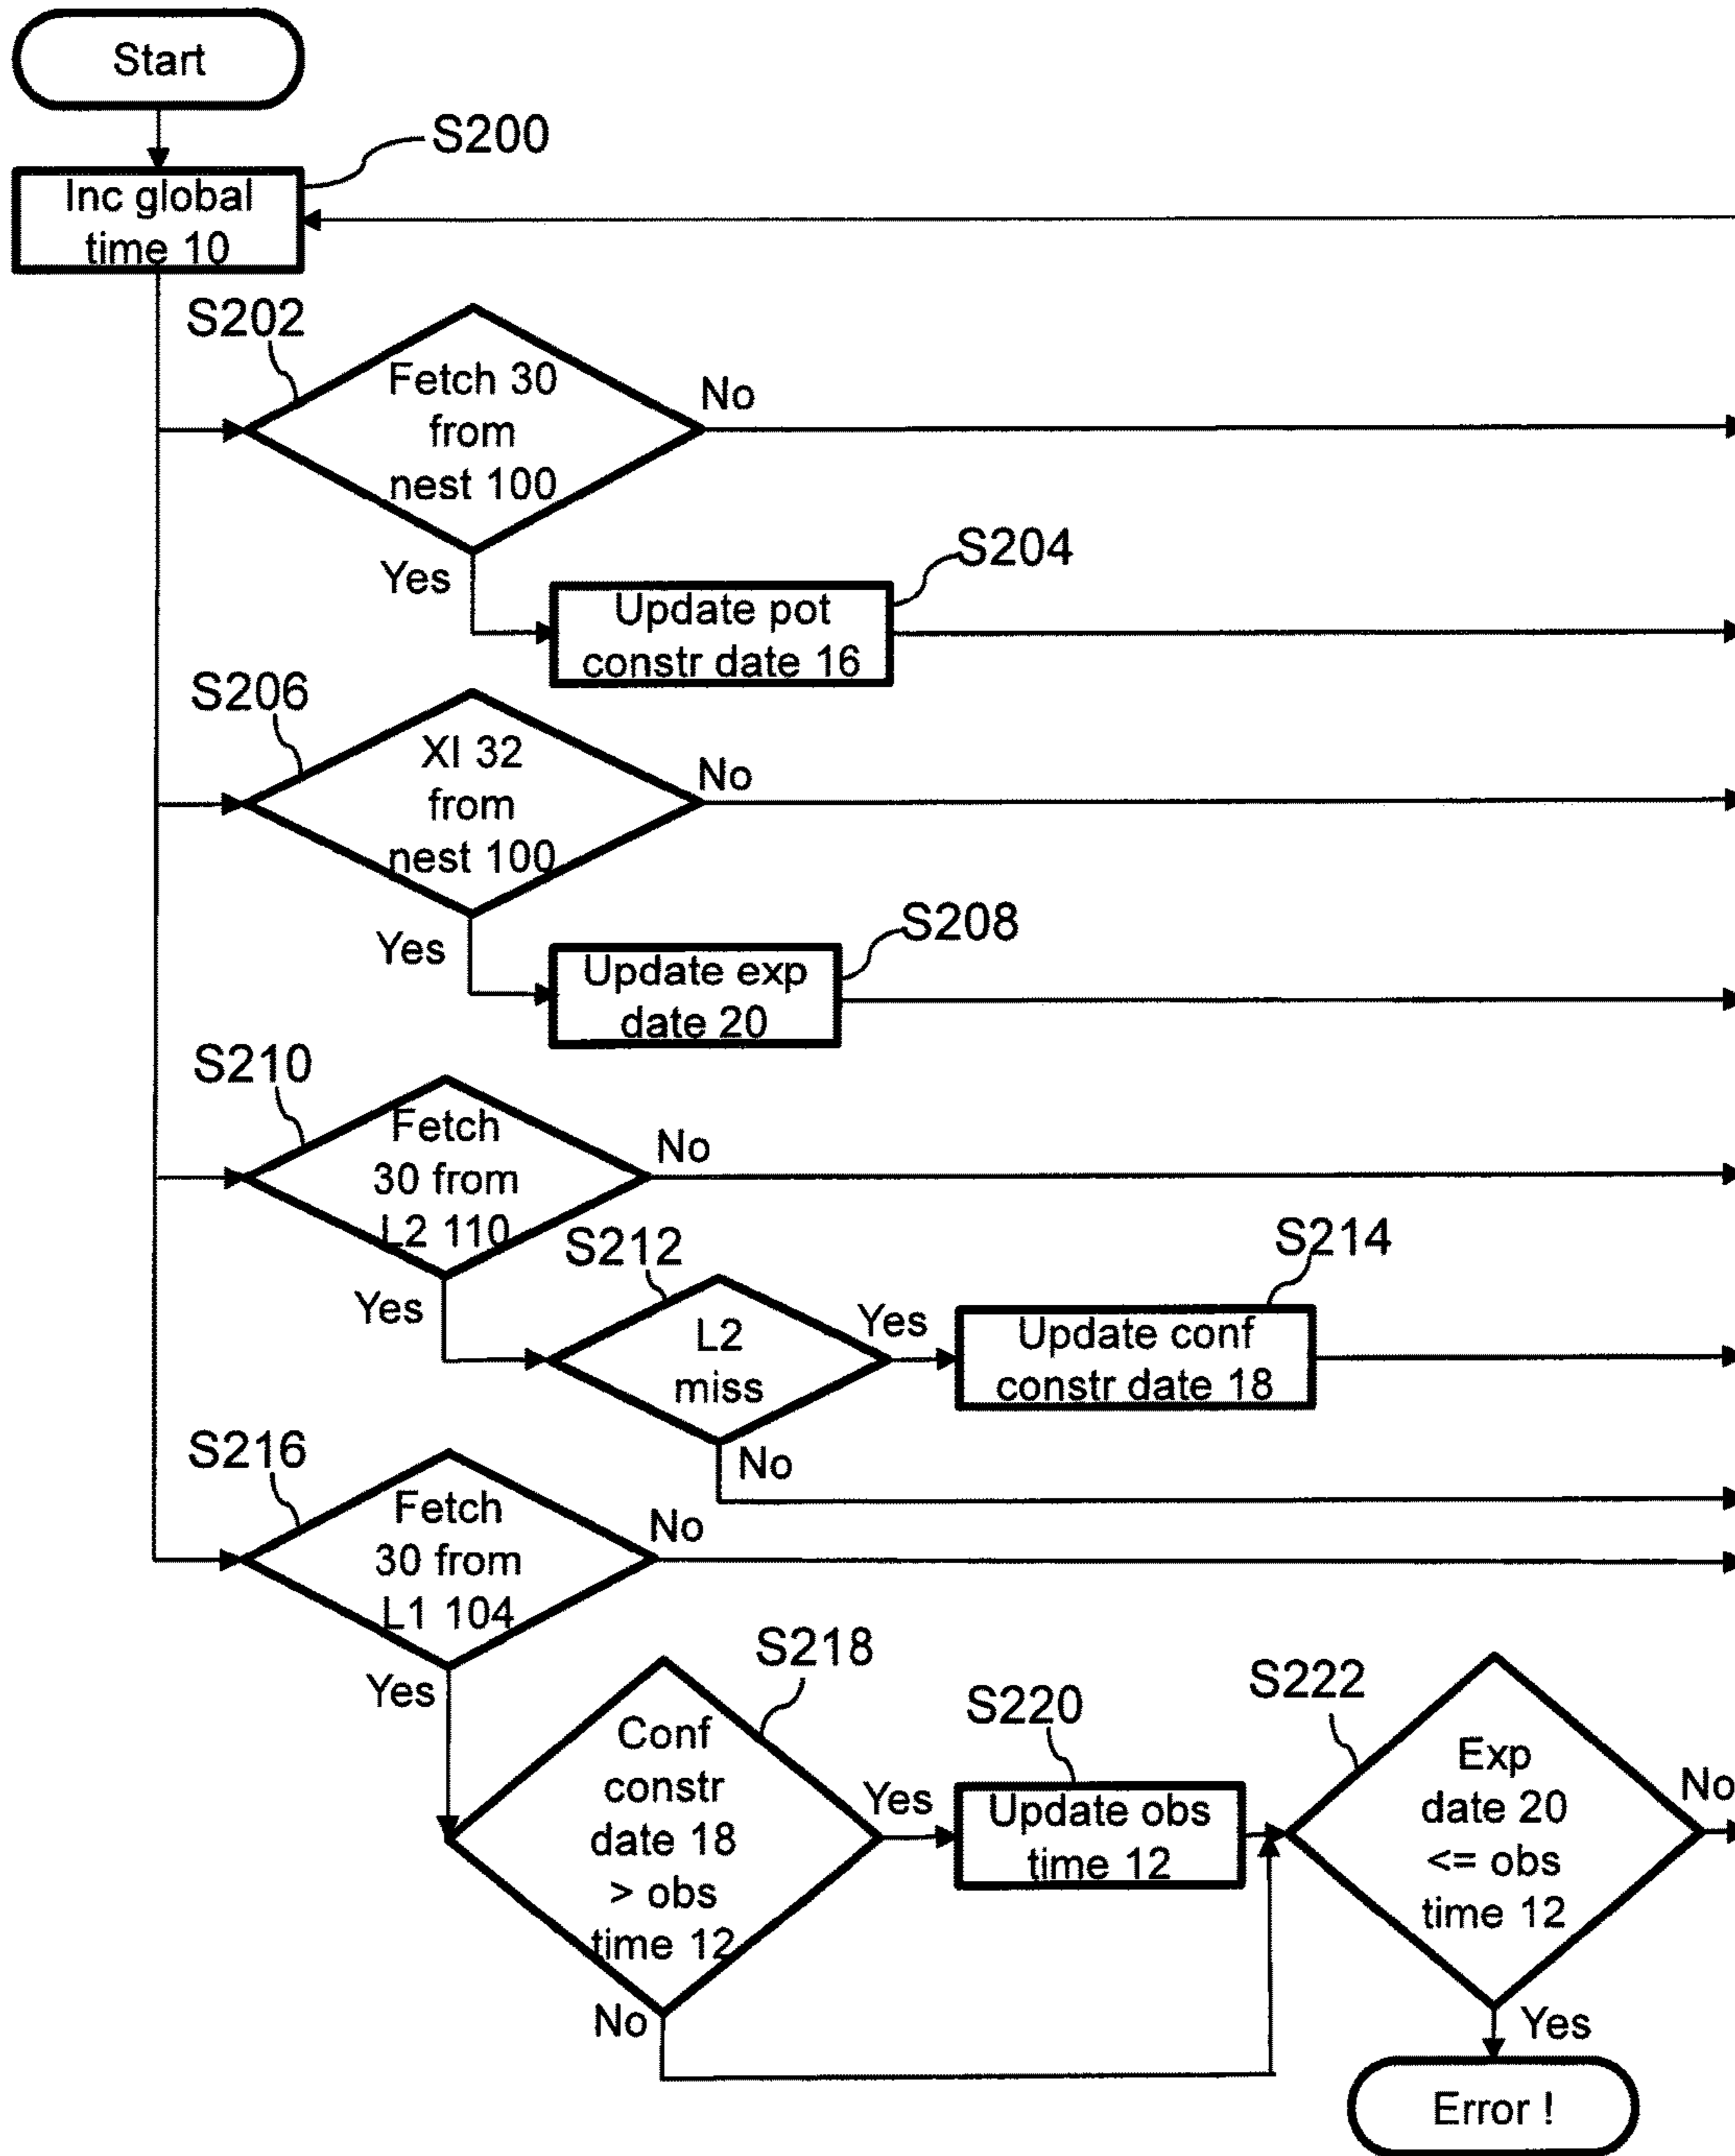 Start
S200
Inc global
time 10
S202
Fetch 30
from
nest 100
No
Yes
S204
Update pot
constr date 16
S206
XI 32
from
nest 100
No
Yes
S208
Update exp
date 20
S210
Fetch
30 from
L2 110
No
Yes
S212
L2
miss
Yes
No
S214
Update conf
constr date 18
S216
Fetch
30 from
L1 104
No
Yes
S218
Conf
constr
date 18
> obs
time 12
Yes
No
S220
Update obs
time 12
S222
Exp
date 20
<= obs
time 12
No
Yes
Error !